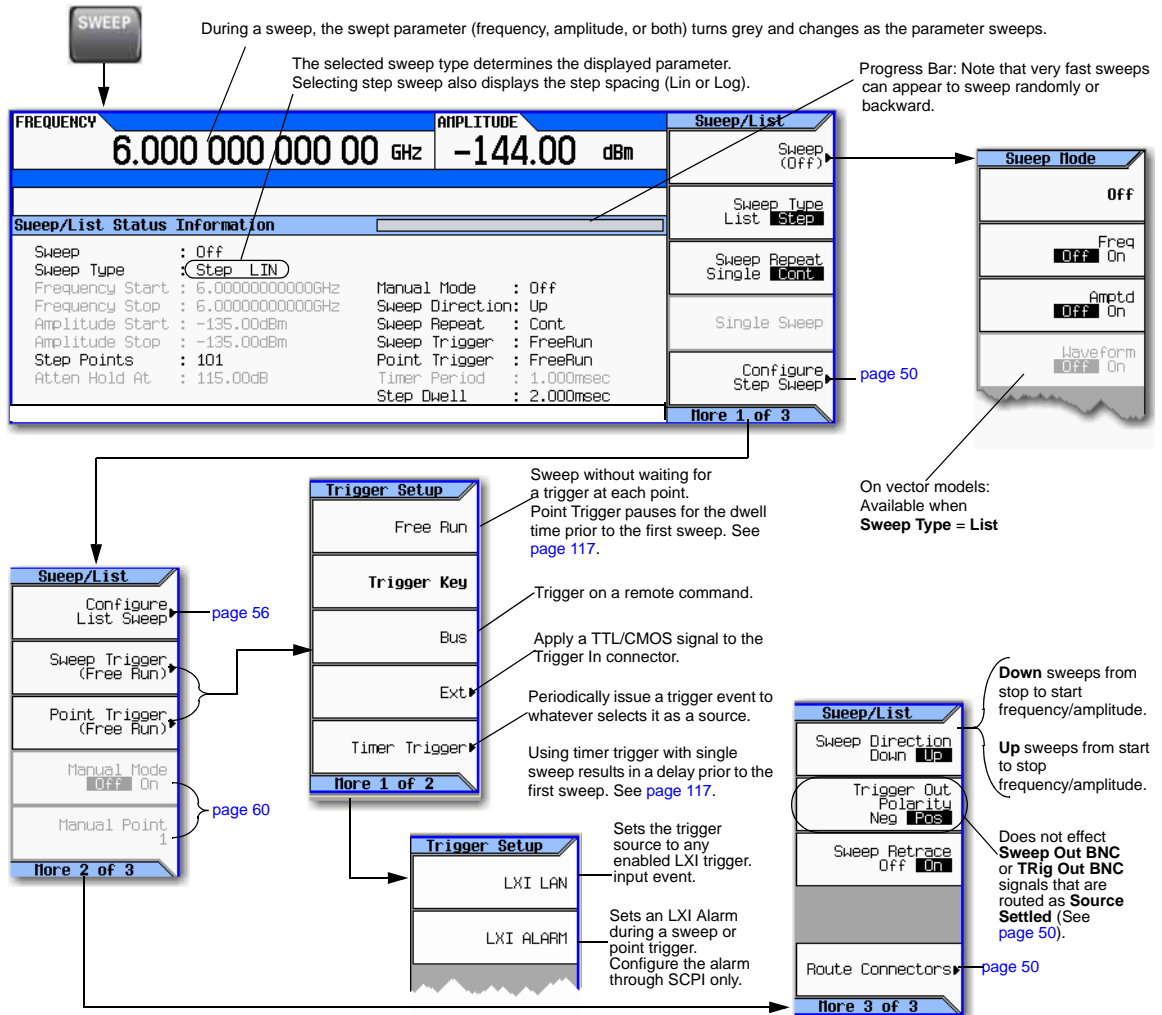 SWEEP
During a sweep, the swept parameter (frequency, amplitude, or both) turns grey and changes as the parameter sweeps.
The selected sweep type determines the displayed parameter.
Selecting step sweep also displays the step spacing (Lin or Log).
Progress Bar: Note that very fast sweeps
can appear to sweep randomly or
backward.
FREQUENCY
6.000 000 000 00 GHz
AMPLITUDE
-144.00 dBm
Sweep/List Status Information
Sweep : Off
Sweep Type : Step LIN
Frequency Start : 6.00000000000GHz
Frequency Stop : 6.00000000000GHz
Amplitude Start : -135.00dBm
Amplitude Stop : -135.00dBm
Step Points : 101
Atten Hold At : 115.00dB
Manual Mode : Off
Sweep Direction: Up
Sweep Repeat : Cont
Sweep Trigger : FreeRun
Point Trigger : FreeRun
Timer Period : 1.000msec
Step Dwell : 2.000msec
Sweep/List
Sweep
(Off)
Sweep Type
List Step
Sweep Repeat
Single Cont
Single Sweep
Configure
Step Sweep
More 1 of 3
page 50
Sweep Mode
Off
Freq
Off On
Amptd
Off On
Waveform
Off On
On vector models:
Available when
Sweep Type = List
Sweep/List
Configure
List Sweep
page 56
Sweep Trigger
(Free Run)
Point Trigger
(Free Run)
Manual Mode
Off On
Manual Point
1
page 60
More 2 of 3
Trigger Setup
Free Run
Trigger Key
Bus
Ext
Timer Trigger
More 1 of 2
Sweep without waiting for
a trigger at each point.
Point Trigger pauses for the dwell
time prior to the first sweep. See
page 117.
Trigger on a remote command.
Apply a TTL/CMOS signal to the
Trigger In connector.
Periodically issue a trigger event to
whatever selects it as a source.
Using timer trigger with single
sweep results in a delay prior to the
first sweep. See page 117.
Trigger Setup
LXI LAN
LXI ALARM
Sets the trigger
source to any
enabled LXI trigger.
input event.
Sets an LXI Alarm
during a sweep or
point trigger.
Configure the alarm
through SCPI only.
Sweep/List
Sweep Direction
Down Up
Trigger Out
Polarity
Neg Pos
Sweep Retrace
Off On
Route Connectors
page 50
More 3 of 3
Down sweeps from
stop to start
frequency/amplitude.
Up sweeps from start
to stop
frequency/amplitude.
Does not effect
Sweep Out BNC
or TRig Out BNC
signals that are
routed as Source
Settled (See
page 50).